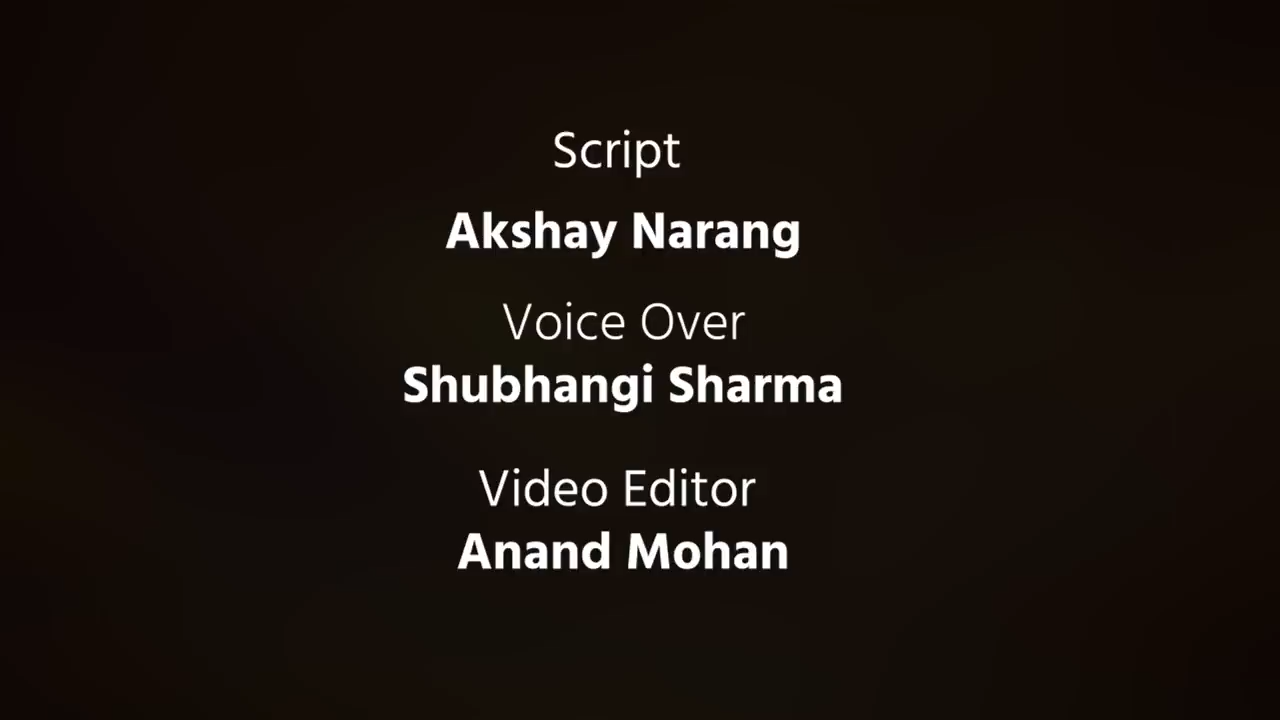 Script
Akshay Narang
Voice Over
Shubhangi Sharma
Video Editor
Anand Mohan